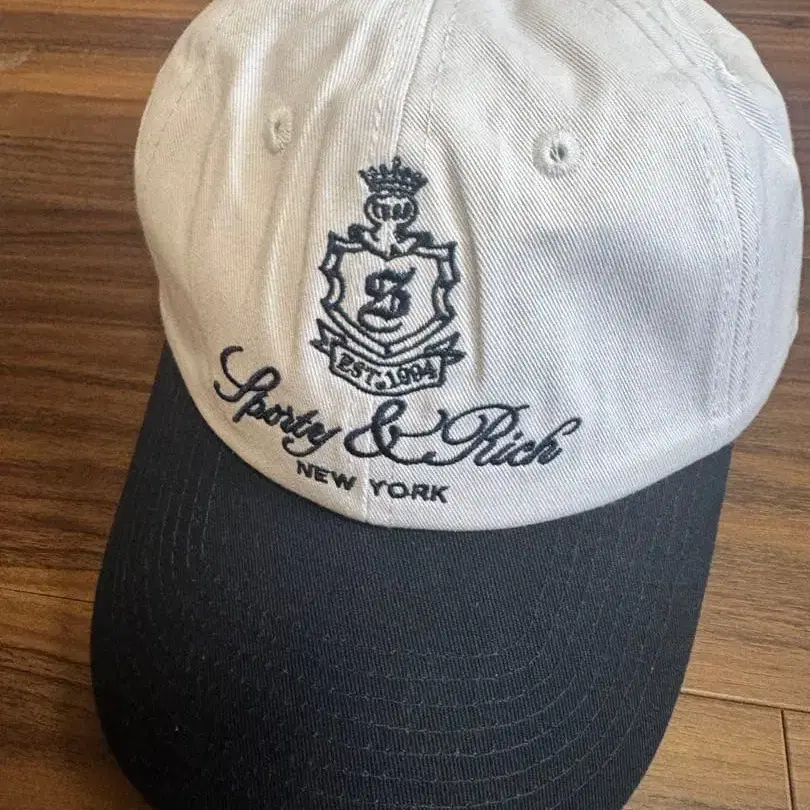 S
EST. 1994
Sporty & Rich
NEW YORK